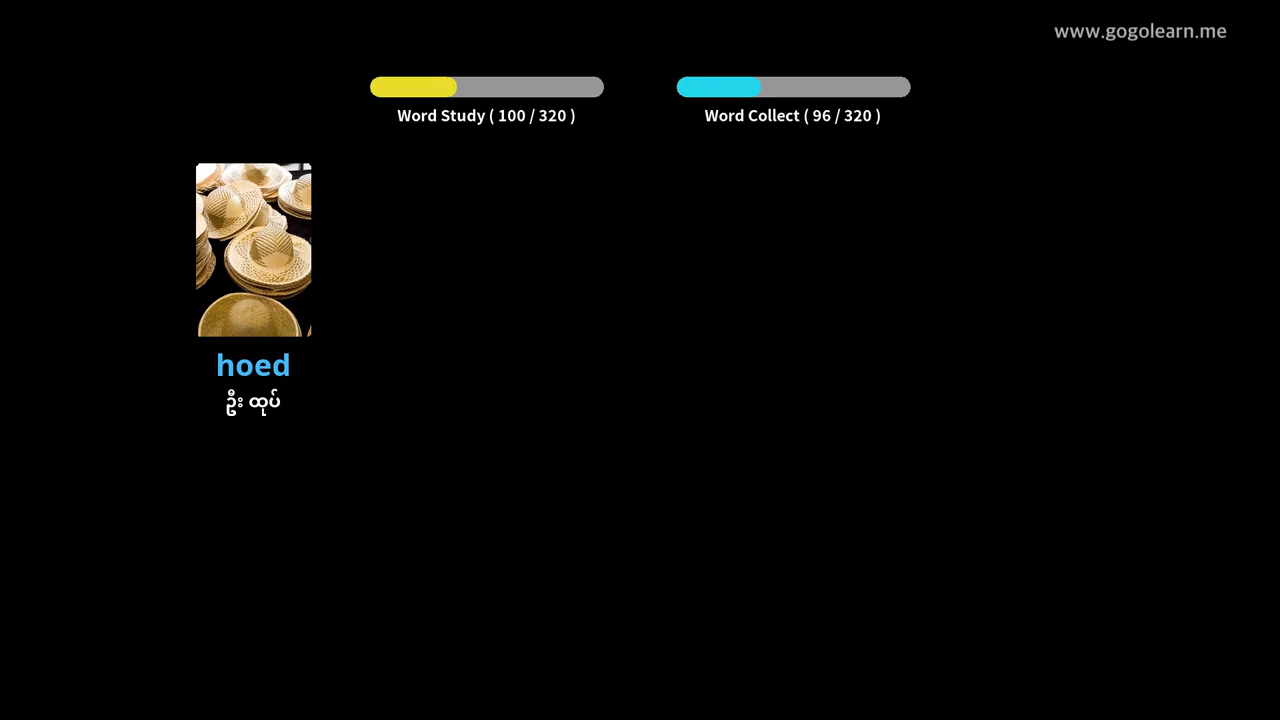 www.gogolearn.me
Word Study ( 100 / 320 )
Word Collect ( 96 / 320 )
hoed
ဦး ထုပ်